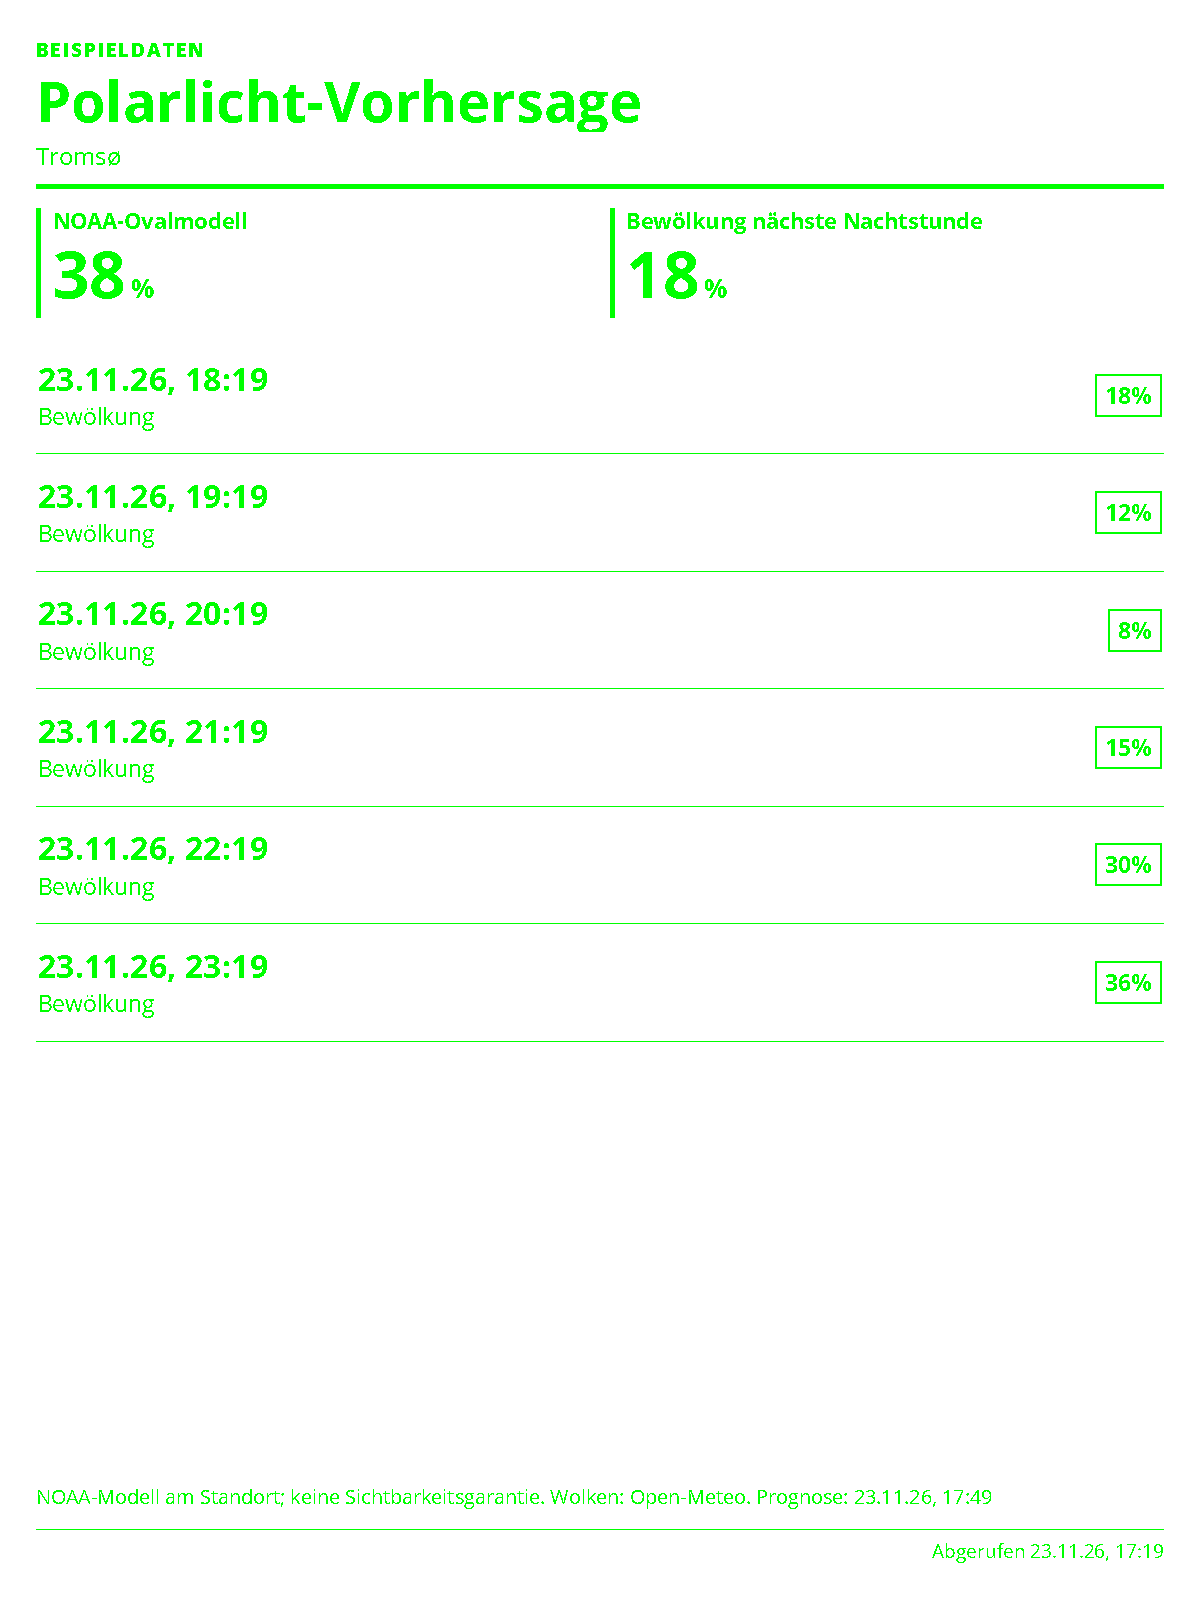 BEISPIELDATEN
Polarlicht-Vorhersage
Tromsø
NOAA-Ovalmodell
38 %
Bewölkung nächste Nachtstunde
18 %
23.11.26, 18:19
Bewölkung
18%
23.11.26, 19:19
Bewölkung
12%
23.11.26, 20:19
Bewölkung
8%
23.11.26, 21:19
Bewölkung
15%
23.11.26, 22:19
Bewölkung
30%
23.11.26, 23:19
Bewölkung
36%
NOAA-Modell am Standort; keine Sichtbarkeitsgarantie. Wolken: Open-Meteo. Prognose: 23.11.26, 17:49
Abgerufen 23.11.26, 17:19